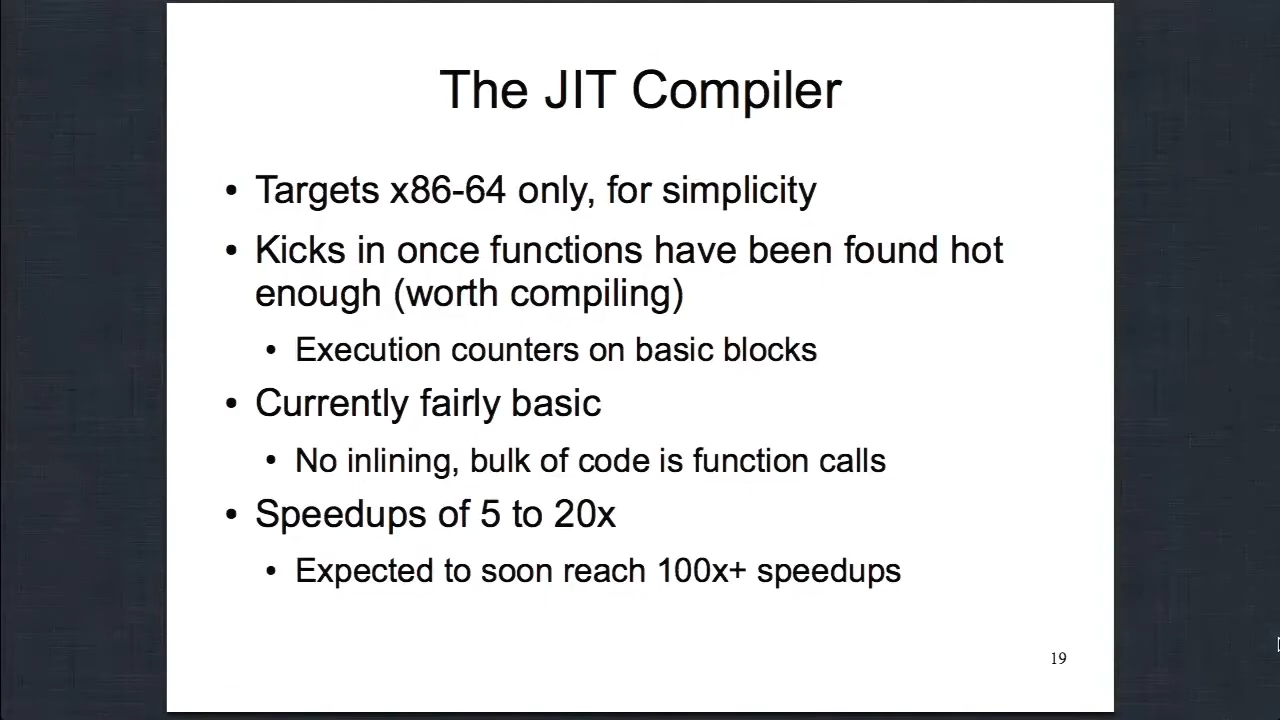 The JIT Compiler
• Targets x86-64 only, for simplicity
• Kicks in once functions have been found hot
enough (worth compiling)
• Execution counters on basic blocks
• Currently fairly basic
• No inlining, bulk of code is function calls
• Speedups of 5 to 20x
• Expected to soon reach 100x+ speedups
19